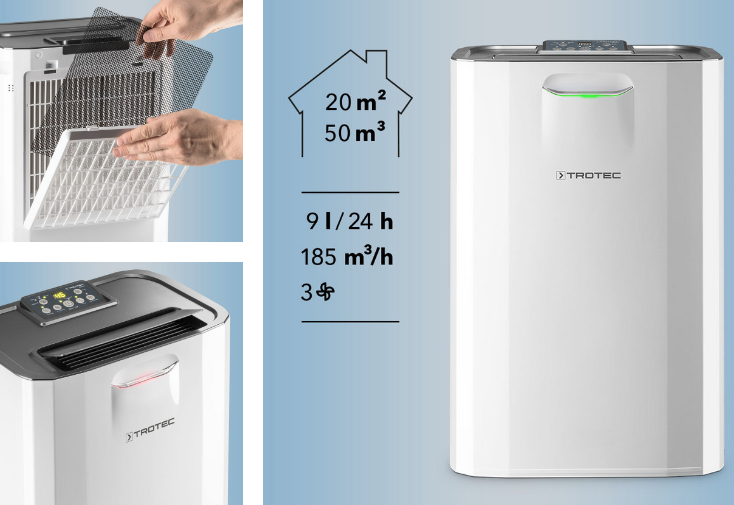 20 m²
50 m³
9 l / 24 h
185 m³/h
3
TROTEC
TROTEC